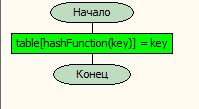 Начало
table[hashFunction(key)] = key
Конец